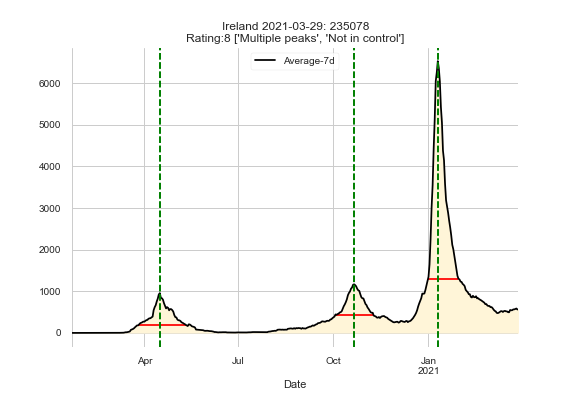 Ireland 2021-03-29: 235078
Rating:8 ['Multiple peaks', 'Not in control']
Average-7d
6000
5000
4000
3000
2000
1000
0
Apr
Jul
Oct
Jan
2021
Date